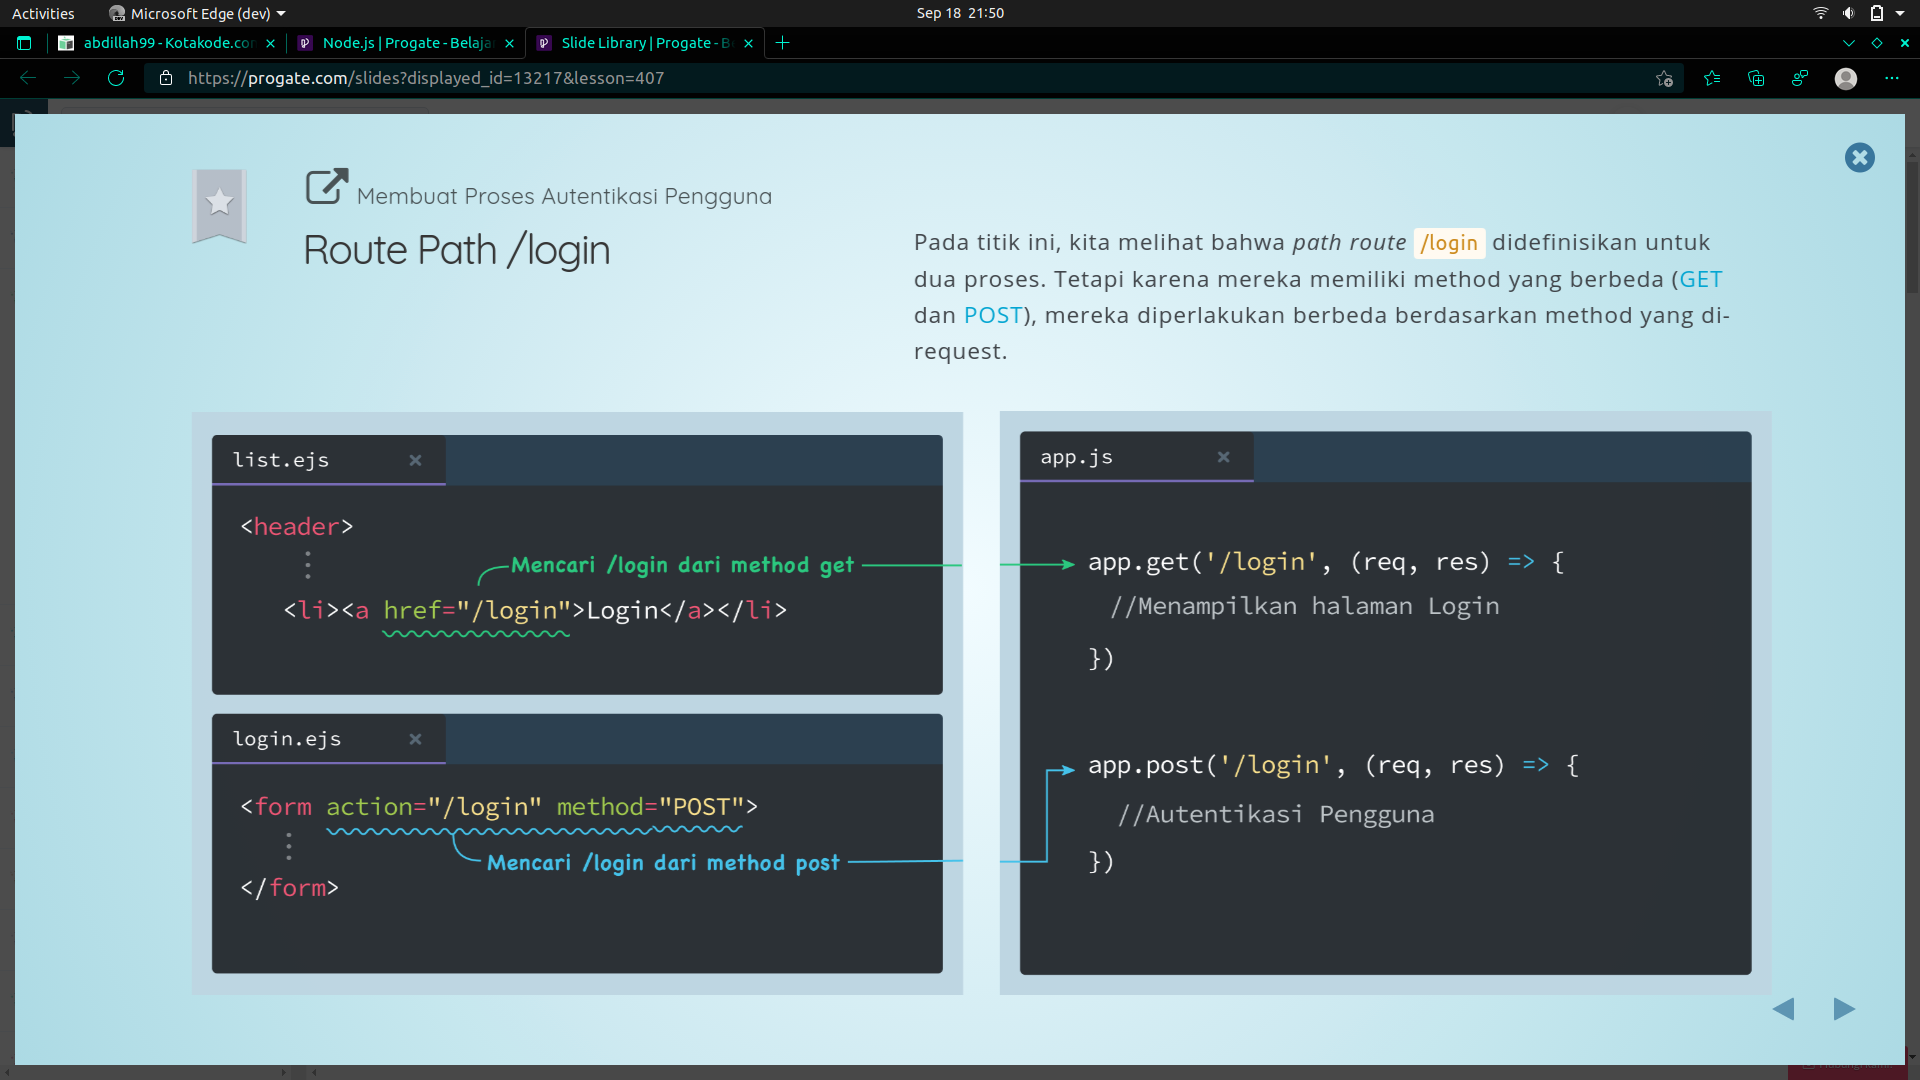 Activities
Microsoft Edge (dev)
Sep 18 21:50
abdillah99 - Kotakode.con
Node.js | Progate - Belaja
Slide Library | Progate - B
https://progate.com/slides?displayed_id=13217&lesson=407
Membuat Proses Autentikasi Pengguna
Route Path /login
Pada titik ini, kita melihat bahwa path route /login didefinisikan untuk
dua proses. Tetapi karena mereka memiliki method yang berbeda (GET
dan POST), mereka diperlakukan berbeda berdasarkan method yang di-
request.
list.ejs
<header>
Mencari /login dari method get
<li><a href="/login">Login</a></li>
login.ejs
<form action="/login" method="POST">
Mencari /login dari method post
</form>
app.js
app.get('/login', (req, res) => {
//Menampilkan halaman Login
})
app.post('/login', (req, res) => {
//Autentikasi Pengguna
})